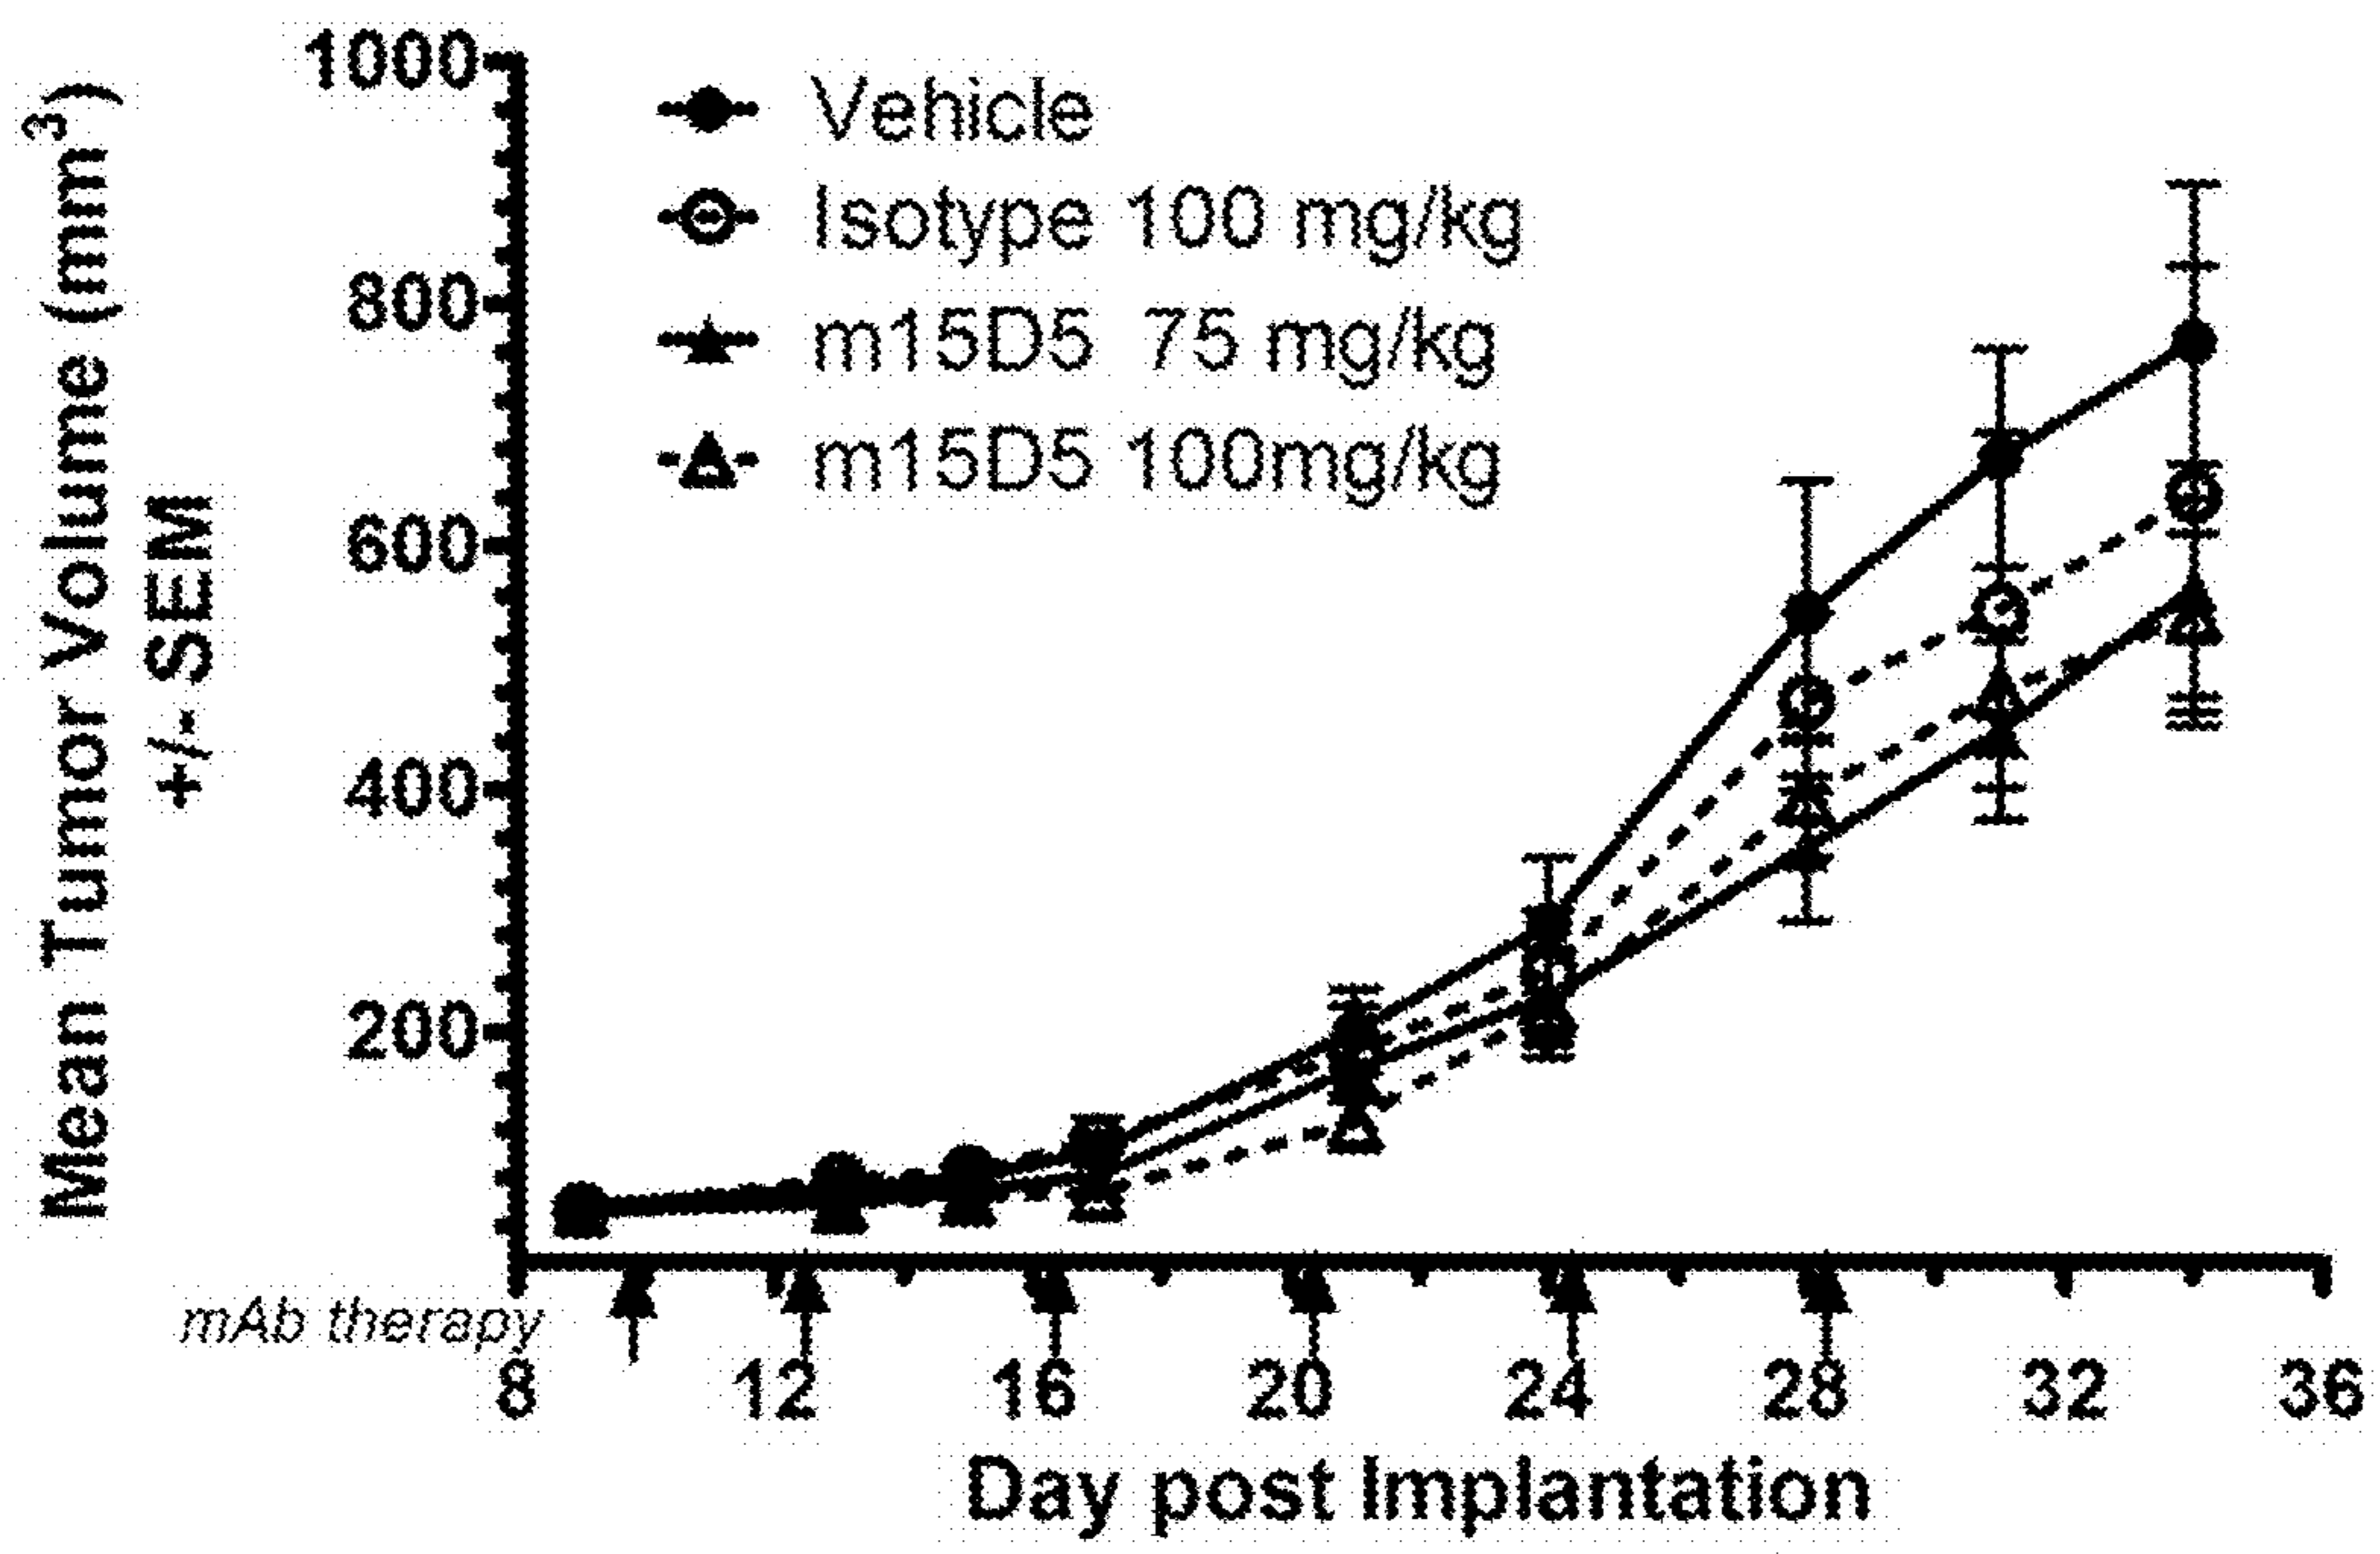 Mean Tumor Volume (mm³)
+/- SEM
1000
800
600
400
200
Vehicle
Isotype 100 mg/kg
m15D5 75 mg/kg
m15D5 100mg/kg
mAb therapy
8 12 16 20 24 28 32 36
Day post Implantation